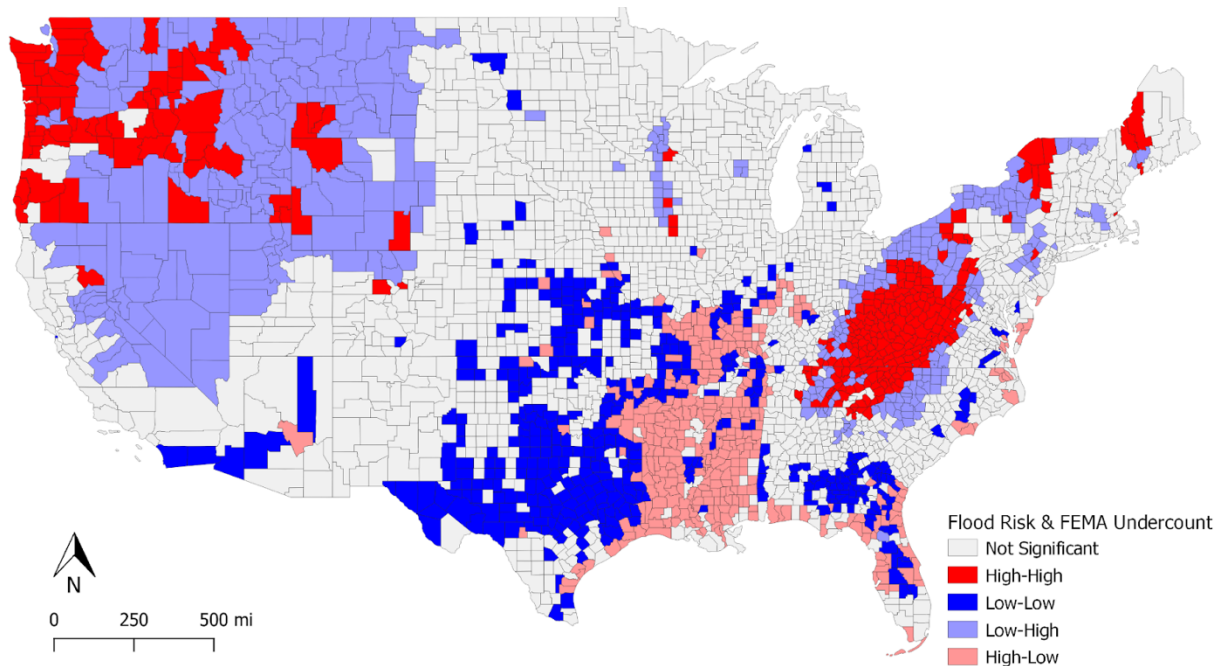 Flood Risk & FEMA Undercount
Not Significant
High-High
Low-Low
Low-High
High-Low
N
0 250 500 mi